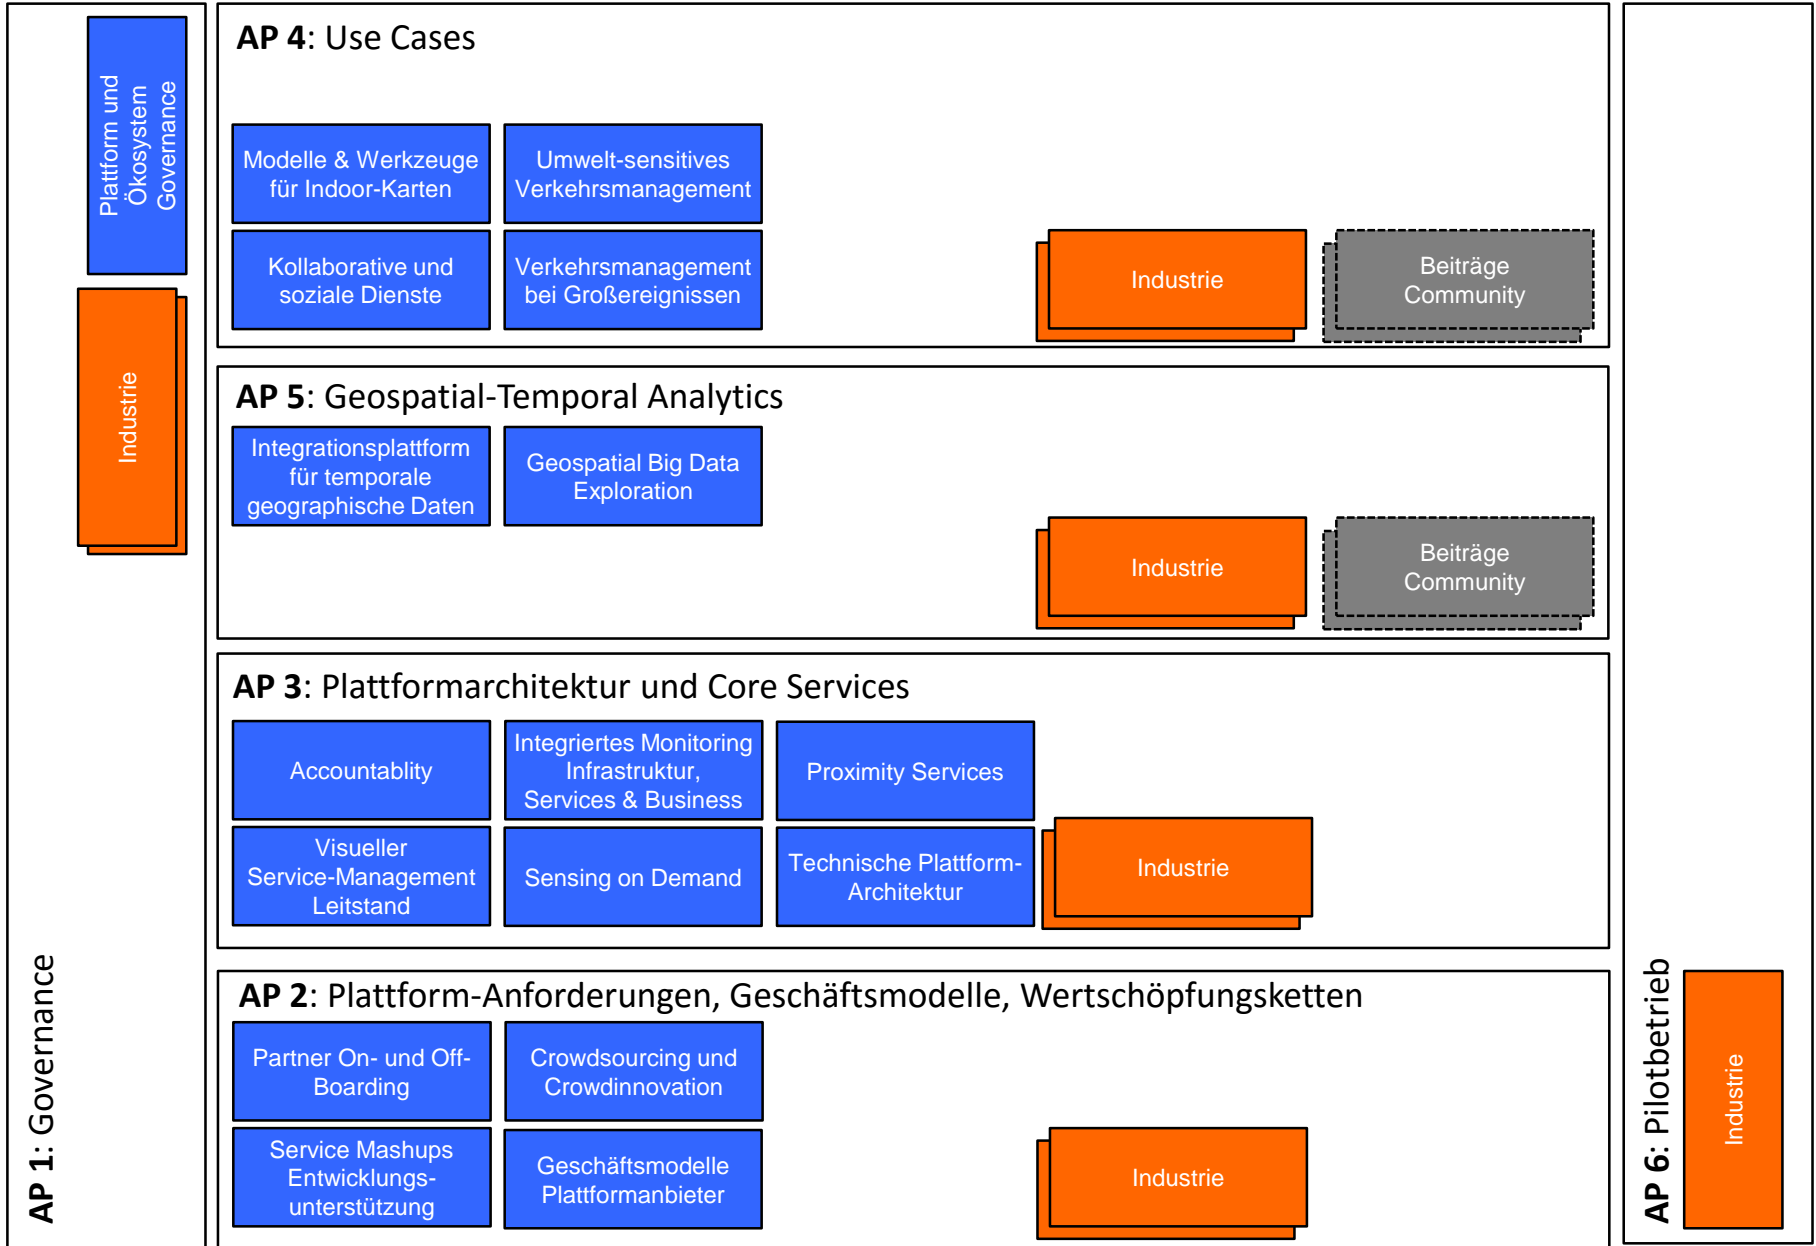 AP 1: Governance
Plattform und
Ökosystem
Governance
Industrie
AP 4: Use Cases
Modelle & Werkzeuge
für Indoor-Karten
Umwelt-sensitives
Verkehrsmanagement
Kollaborative und
soziale Dienste
Verkehrsmanagement
bei Großereignissen
Industrie
Beiträge
Community
AP 5: Geospatial-Temporal Analytics
Integrationsplattform
für temporale
geographische Daten
Geospatial Big Data
Exploration
Industrie
Beiträge
Community
AP 3: Plattformarchitektur und Core Services
Accountablity
Integriertes Monitoring
Infrastruktur,
Services & Business
Proximity Services
Visueller
Service-Management
Leitstand
Sensing on Demand
Technische Plattform-
Architektur
Industrie
AP 2: Plattform-Anforderungen, Geschäftsmodelle, Wertschöpfungsketten
Partner On- und Off-
Boarding
Crowdsourcing und
Crowdinnovation
Service Mashups
Entwicklungs-
unterstützung
Geschäftsmodelle
Plattformanbieter
Industrie
AP 6: Pilotbetrieb
Industrie